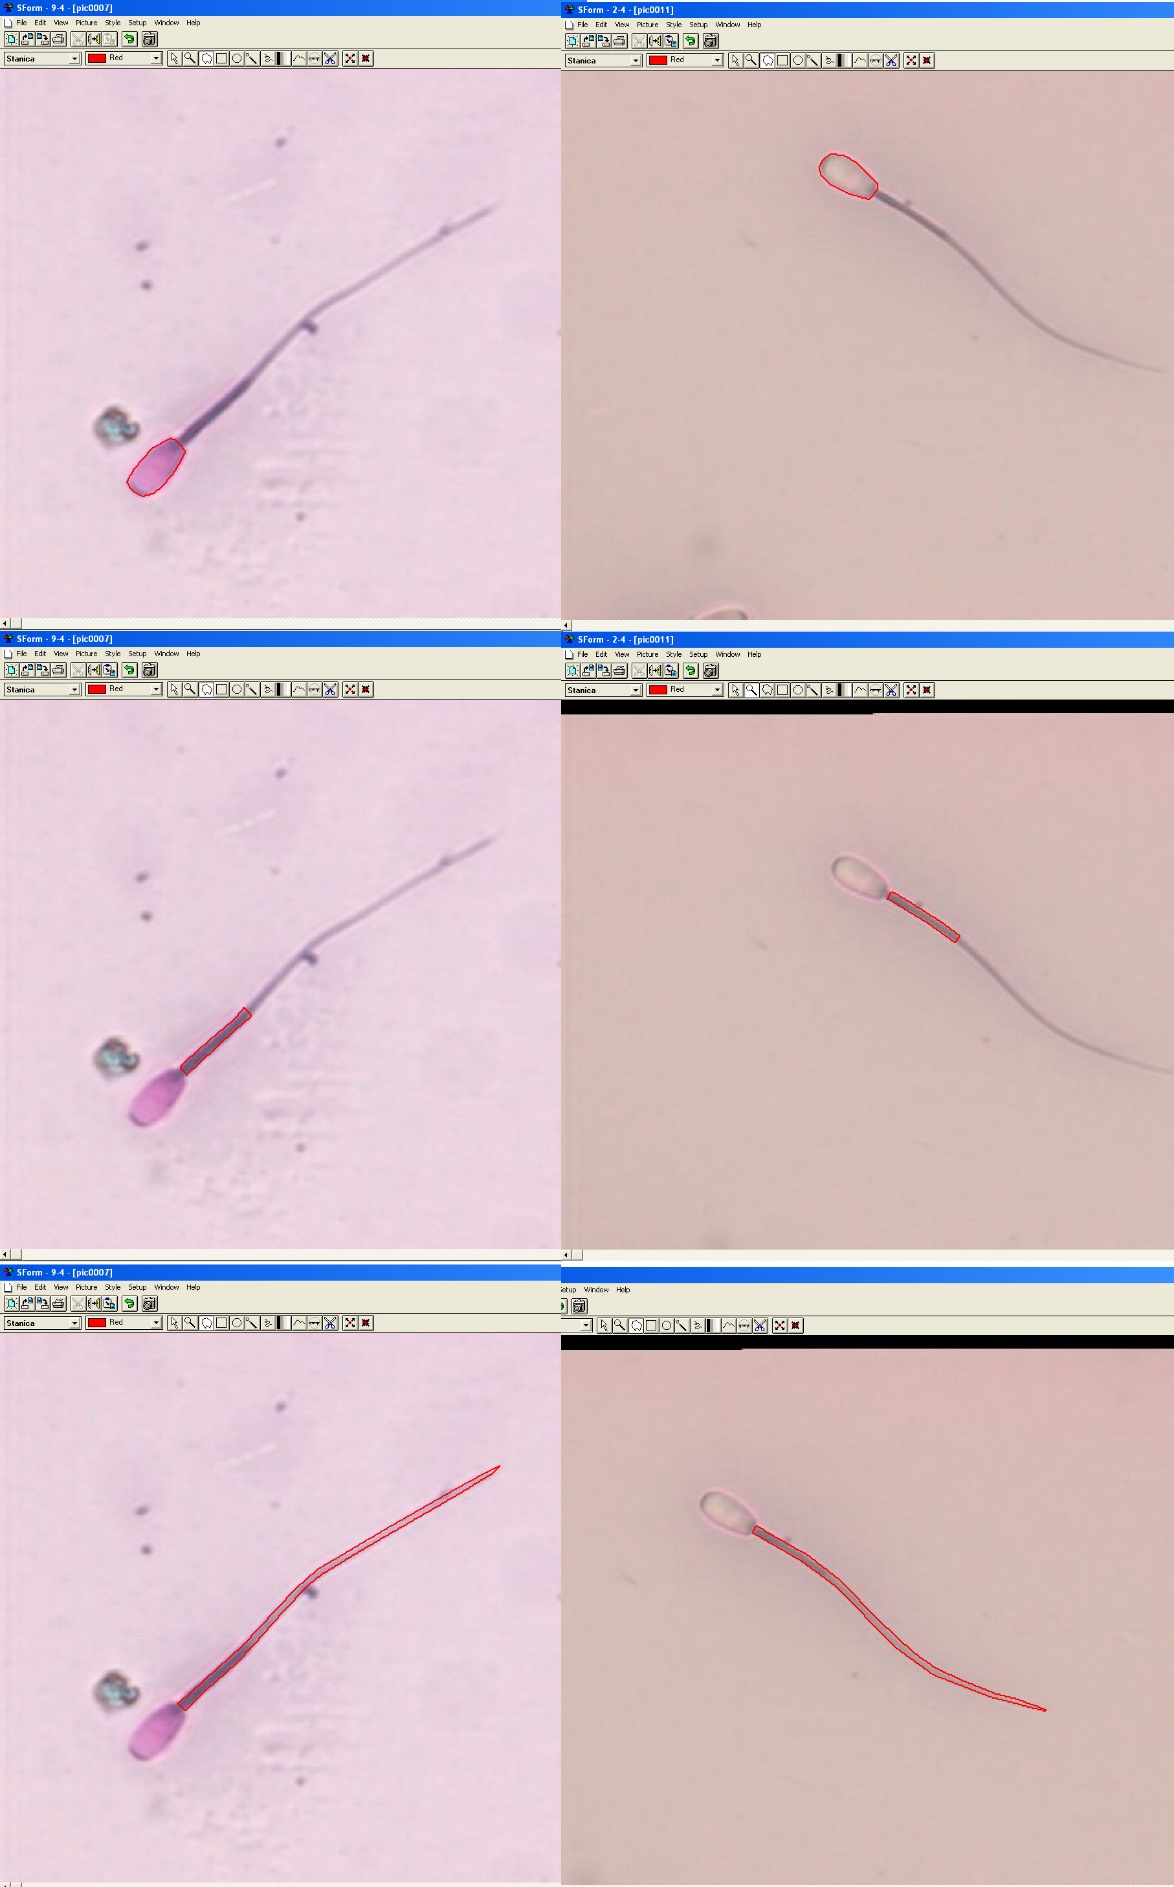 SForm - 9-4 - [pic0007]
File Edit View Picture Style Setup Window Help
Stanica Red
SForm - 2-4 - [pic0011]
File Edit View Picture Style Setup Window Help
Stanica Red
SForm - 9-4 - [pic0007]
File Edit View Picture Style Setup Window Help
Stanica Red
SForm - 2-4 - [pic0011]
File Edit View Picture Style Setup Window Help
Stanica Red
SForm - 9-4 - [pic0007]
File Edit View Picture Style Setup Window Help
Stanica Red
etup Window Help